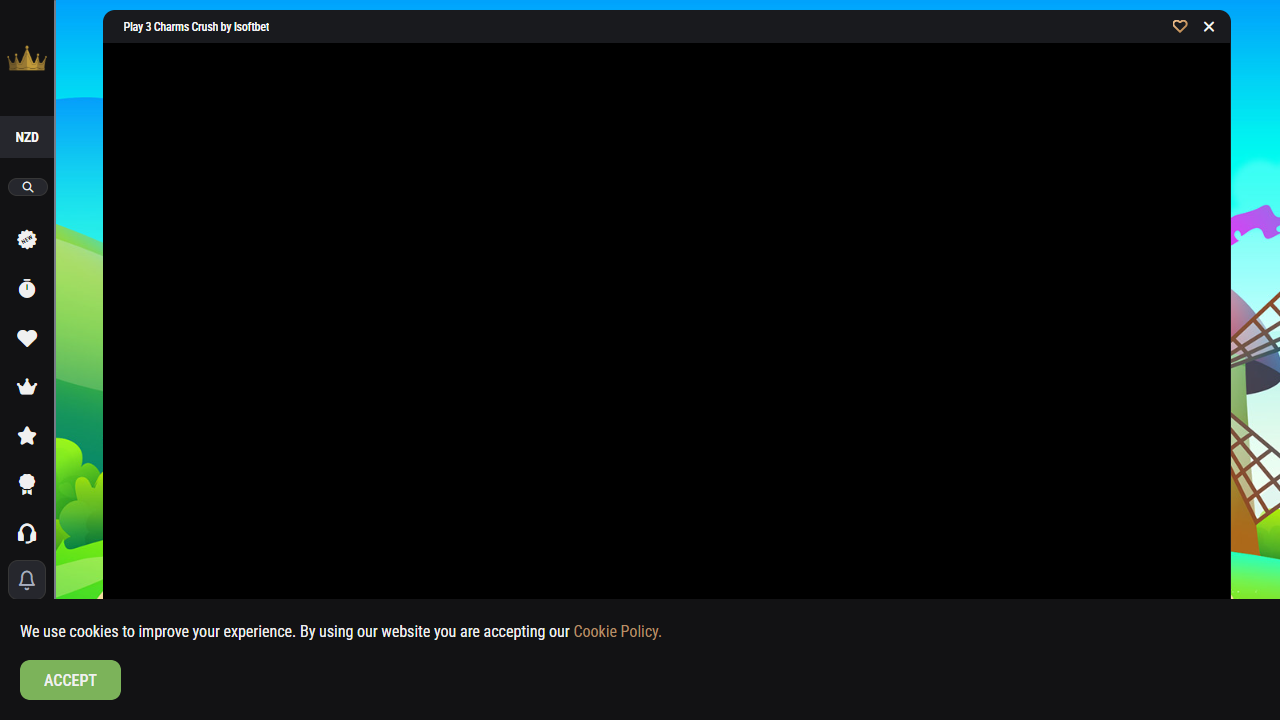 Play 3 Charms Crush by Isoftbet
NZD
NEW
We use cookies to improve your experience. By using our website you are accepting our Cookie Policy.
ACCEPT